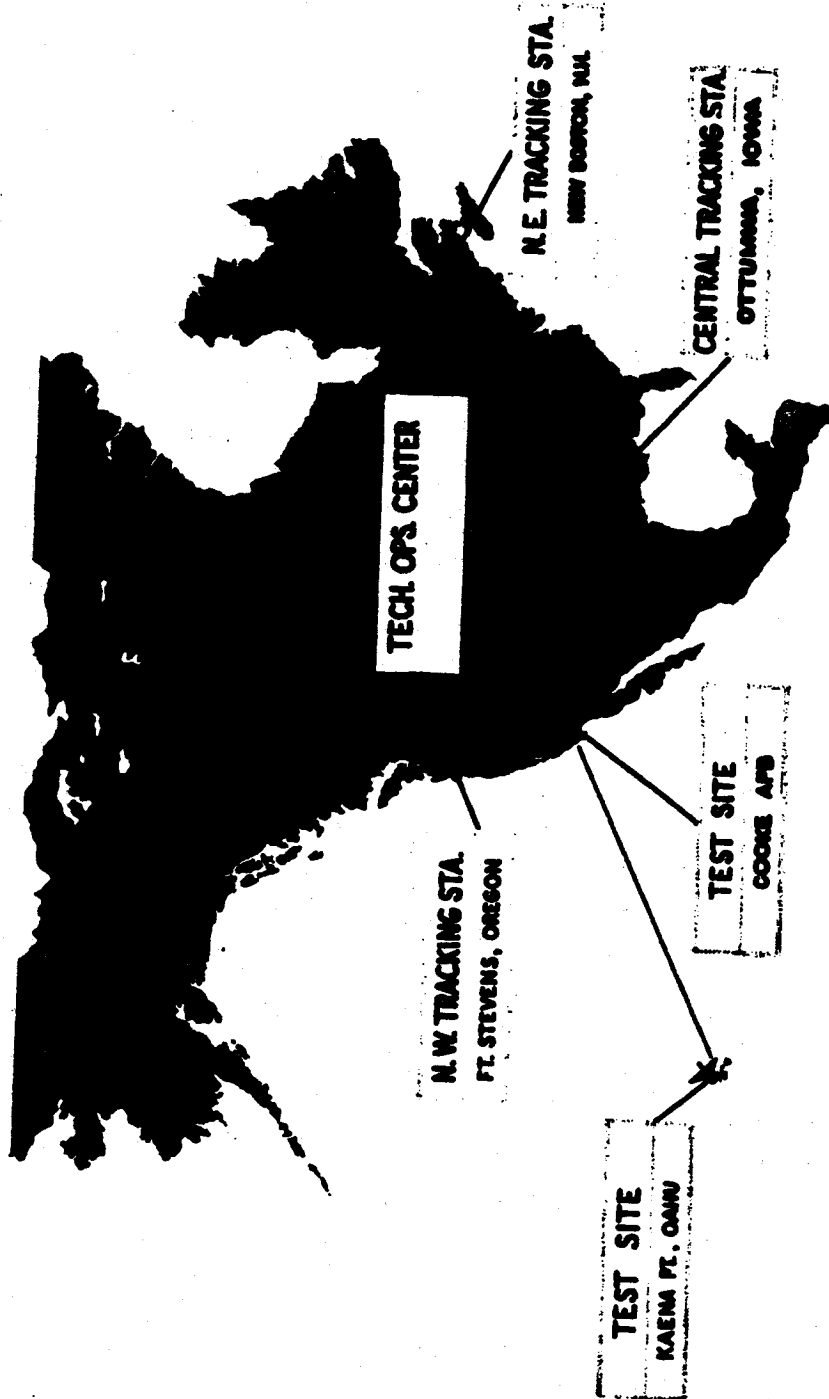 TECH. OPS. CENTER
N.E. TRACKING STA.
NEW BOSTON, N.H.
N.W. TRACKING STA.
FT. STEVENS, OREGON
CENTRAL TRACKING STA.
OTTUMWA, IOWA
TEST SITE
COOKE AFB
TEST SITE
KAENA PT., OAHU